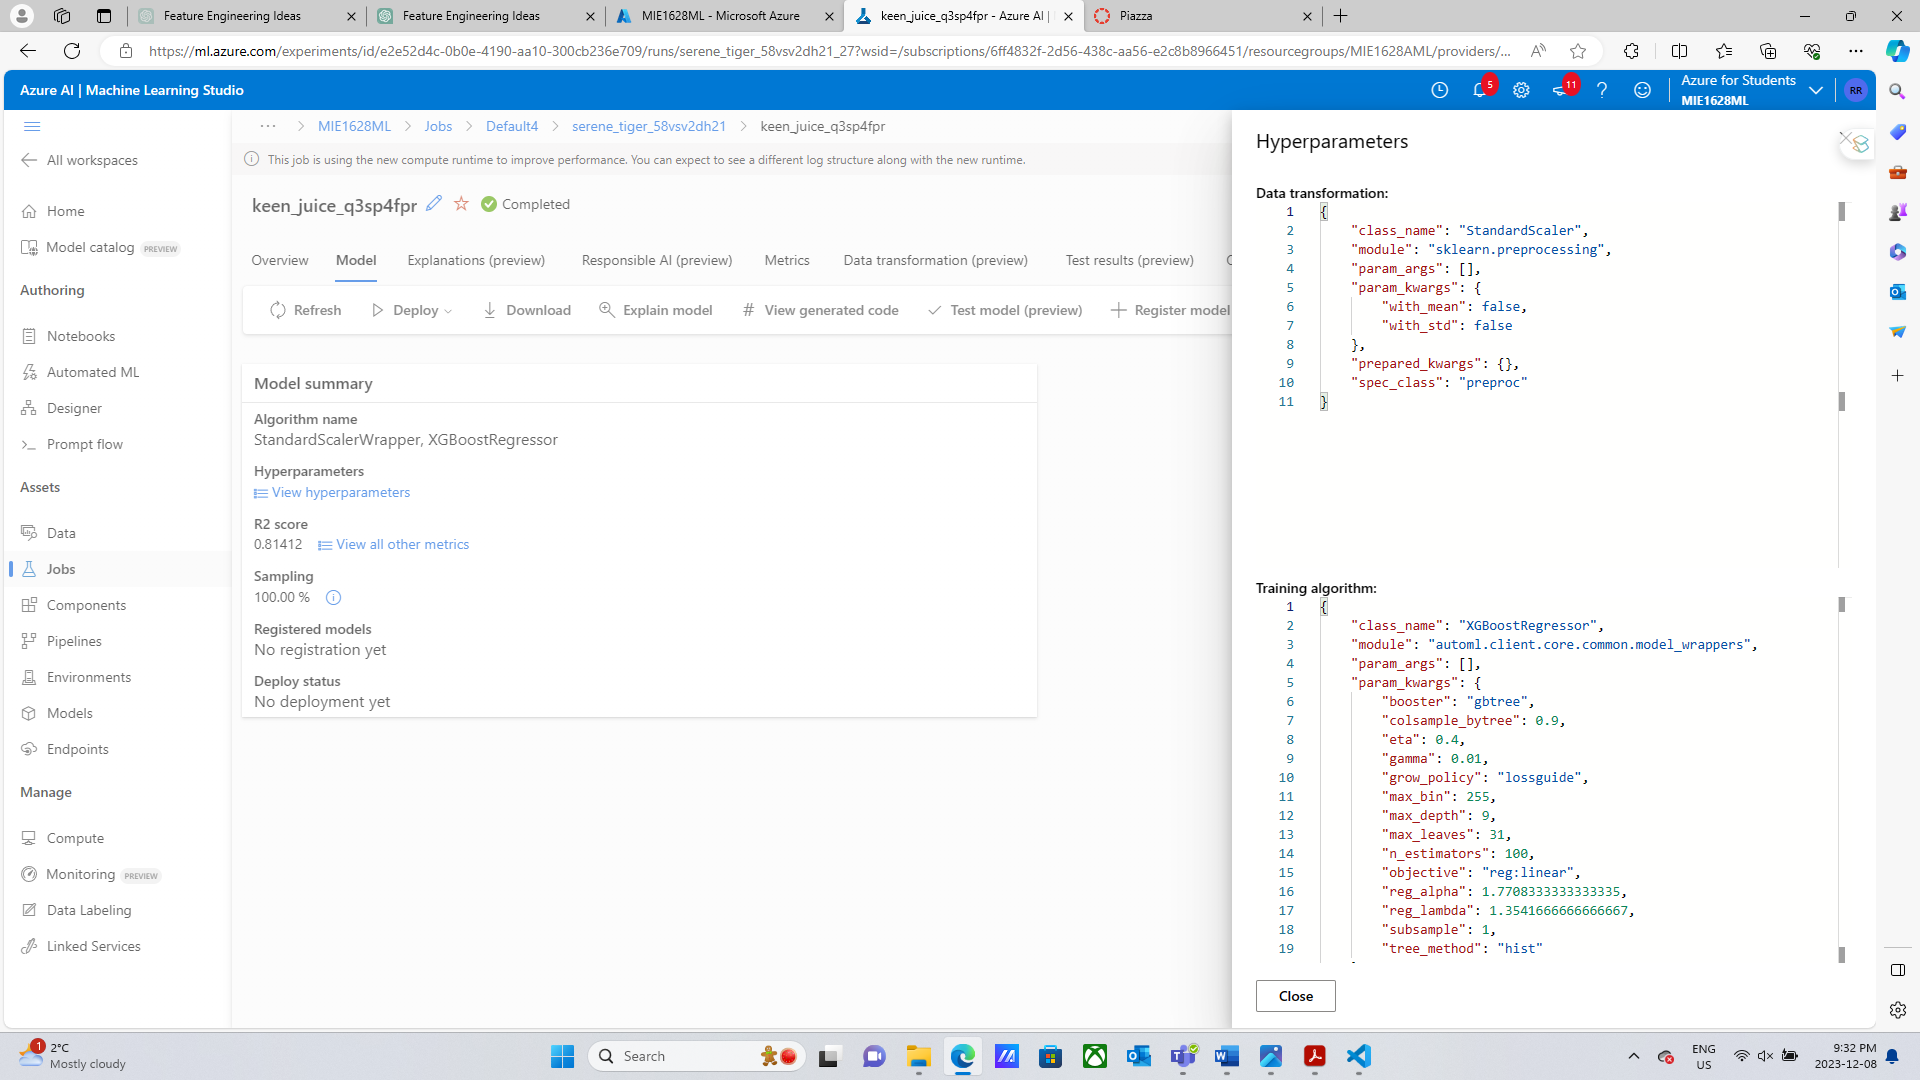 Feature Engineering Ideas
Feature Engineering Ideas
MIE1628ML - Microsoft Azure
keen_juice_q3sp4fpr - Azure AI |
Piazza
https://ml.azure.com/experiments/id/e2e52d4c-0b0e-4190-aa10-300cb236e709/runs/serene_tiger_58vsv2dh21_27?wsid=/subscriptions/6ff4832f-2d56-438c-aa56-e2c8b8966451/resourcegroups/MIE1628AML/providers/...
Azure AI | Machine Learning Studio
5
11
Azure for Students
MIE1628ML
RR
All workspaces
Home
Model catalog PREVIEW
Authoring
Notebooks
Automated ML
Designer
Prompt flow
Assets
Data
Jobs
Components
Pipelines
Environments
Models
Endpoints
Manage
Compute
Monitoring PREVIEW
Data Labeling
Linked Services
... > MIE1628ML > Jobs > Default4 > serene_tiger_58vsv2dh21 > keen_juice_q3sp4fpr
This job is using the new compute runtime to improve performance. You can expect to see a different log structure along with the new runtime.
keen_juice_q3sp4fpr Completed
Overview Model Explanations (preview) Responsible AI (preview) Metrics Data transformation (preview) Test results (preview)
Refresh Deploy Download Explain model # View generated code Test model (preview) Register model
Model summary
Algorithm name
StandardScalerWrapper, XGBoostRegressor
Hyperparameters
View hyperparameters
R2 score
0.81412 View all other metrics
Sampling
100.00 %
Registered models
No registration yet
Deploy status
No deployment yet
Hyperparameters
Data transformation:
1 {
2 "class_name": "StandardScaler",
3 "module": "sklearn.preprocessing",
4 "param_args": [],
5 "param_kwargs": {
6 "with_mean": false,
7 "with_std": false
8 },
9 "prepared_kwargs": {},
10 "spec_class": "preproc"
11 }
Training algorithm:
1 {
2 "class_name": "XGBoostRegressor",
3 "module": "automl.client.core.common.model_wrappers",
4 "param_args": [],
5 "param_kwargs": {
6 "booster": "gbtree",
7 "colsample_bytree": 0.9,
8 "eta": 0.4,
9 "gamma": 0.01,
10 "grow_policy": "lossguide",
11 "max_bin": 255,
12 "max_depth": 9,
13 "max_leaves": 31,
14 "n_estimators": 100,
15 "objective": "reg:linear",
16 "reg_alpha": 1.7708333333333335,
17 "reg_lambda": 1.3541666666666667,
18 "subsample": 1,
19 "tree_method": "hist"
Close
1
2°C
Mostly cloudy
Search
ENG
US
9:32 PM
2023-12-08